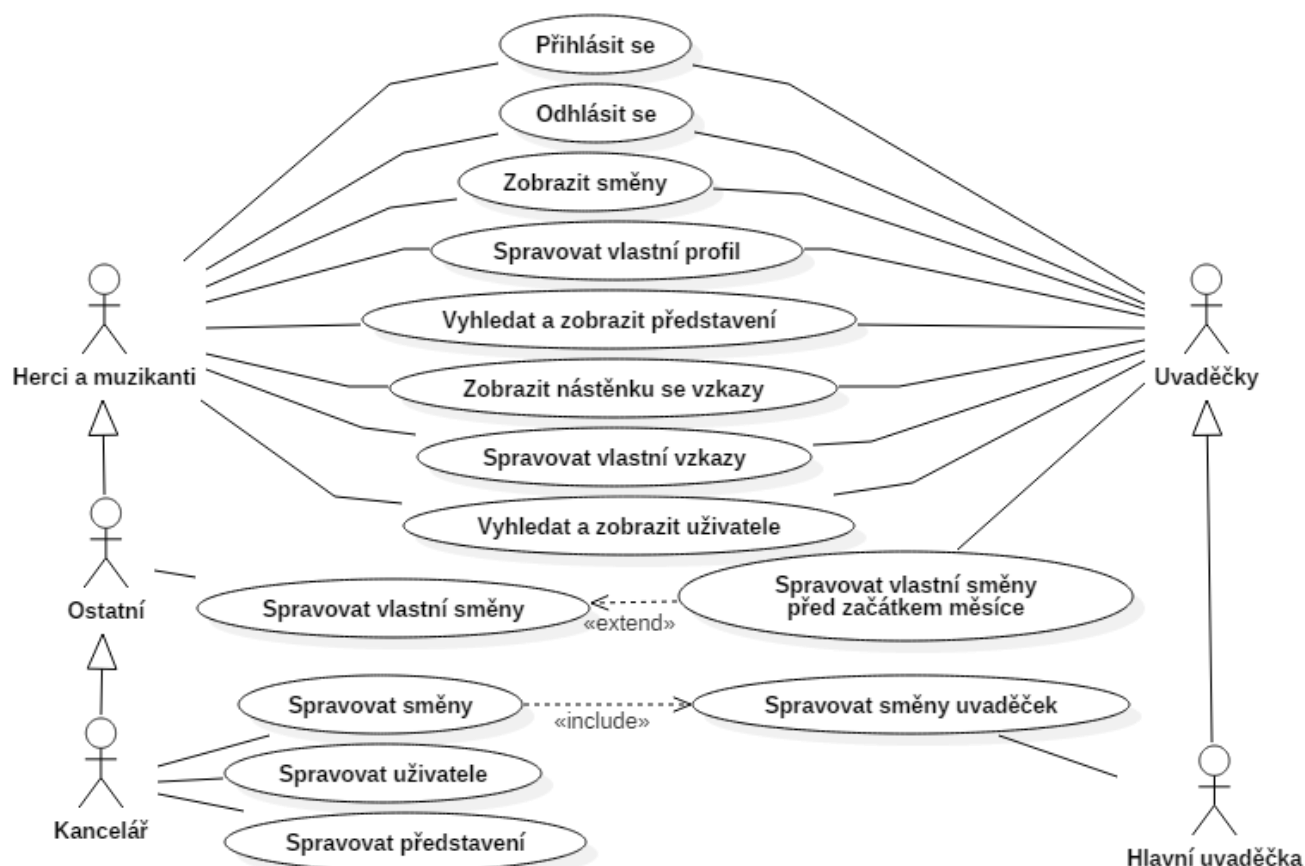 Přihlásit se
Odhlásit se
Zobrazit směny
Spravovat vlastní profil
Vyhledat a zobrazit představení
Herci a muzikanti
Uvaděčky
Zobrazit nástěnku se vzkazy
Spravovat vlastní vzkazy
Vyhledat a zobrazit uživatele
Ostatní
Spravovat vlastní směny
«extend»
Spravovat vlastní směny
před začátkem měsíce
Spravovat směny
«include»
Spravovat směny uvaděček
Spravovat uživatele
Kancelář
Spravovat představení
Hlavní uvaděčka